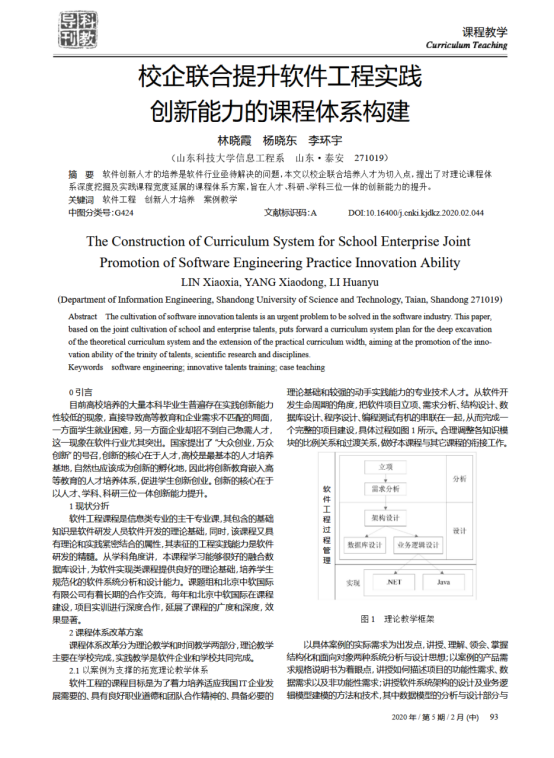 导科
刊教
课程教学
Curriculum Teaching
校企联合提升软件工程实践
创新能力的课程体系构建
林晓霞 杨晓东 李环宇
(山东科技大学信息工程系 山东·泰安 271019)
摘 要 软件创新人才的培养是软件行业亟待解决的问题,本文以校企联合培养人才为切入点,提出了对理论课程体
系深度挖掘及实践课程宽度延展的课程体系方案,旨在人才、科研、学科三位一体的创新能力的提升。
关键词 软件工程 创新人才培养 案例教学
中图分类号:G424 文献标识码:A DOI:10.16400/j.cnki.kjdkz.2020.02.044
The Construction of Curriculum System for School Enterprise Joint
Promotion of Software Engineering Practice Innovation Ability
LIN Xiaoxia, YANG Xiaodong, LI Huanyu
(Department of Information Engineering, Shandong University of Science and Technology, Taian, Shandong 271019)
Abstract The cultivation of software innovation talents is an urgent problem to be solved in the software industry. This paper,
based on the joint cultivation of school and enterprise talents, puts forward a curriculum system plan for the deep excavation
of the theoretical curriculum system and the extension of the practical curriculum width, aiming at the promotion of the inno-
vation ability of the trinity of talents, scientific research and disciplines.
Keywords software engineering; innovative talents training; case teaching
0 引言
目前高校培养的大量本科毕业生普遍存在实践创新能力
性较低的现象,直接导致高等教育和企业需求不匹配的局面,
一方面学生就业困难,另一方面企业却招不到自己急需人才,
这一现象在软件行业尤其突出。国家提出了“大众创业,万众
创新”的号召,创新的核心在于人才,高校是最基本的人才培养
基地,自然也应该成为创新的孵化地,因此将创新教育嵌入高
等教育的人才培养体系,促进学生创新创业。创新的核心在于
以人才、学科、科研三位一体创新能力提升。
1 现状分析
软件工程课程是信息类专业的主干专业课,其包含的基础
知识是软件研发人员软件开发的理论基础,同时,该课程又具
有理论和实践紧密结合的属性,其表征的工程实践能力是软件
研发的精髓。从学科角度讲,本课程学习能够很好的融合数
据库设计,为软件实现类课程提供良好的理论基础,培养学生
规范化的软件系统分析和设计能力。课题组和北京中软国际
有限公司有着长期的合作交流,每年和北京中软国际在课程
建设,项目实训进行深度合作,延展了课程的广度和深度,效
果显著。
2 课程体系改革方案
课程体系改革分为理论教学和时间教学两部分,理论教学
主要在学校完成,实践教学是软件企业和学校共同完成。
2.1 以案例为支撑的拓宽理论教学体系
软件工程的课程目标是为了着力培养适应我国IT企业发
展需要的、具有良好职业道德和团队合作精神的、具备必要的
理论基础和较强的动手实践能力的专业技术人才。从软件开
发生命周期的角度,把软件项目立项、需求分析、结构设计、数
据库设计,程序设计,编程测试有机的串联在一起,从而完成一
个完整的项目建设,具体过程如图1所示。合理调整各知识模
块的比例关系和过渡关系,做好本课程与其它课程的衔接工作。
软件工程过程管理
立项
需求分析
分析
架构设计
数据库设计 业务逻辑设计
设计
实现 .NET Java
图1 理论教学框架
以具体案例的实际需求为出发点,讲授、理解、领会、掌握
结构化和面向对象两种系统分析与设计思想;以案例的产品需
求规格说明书为着眼点,讲授如何描述项目的功能性需求、数
据需求以及非功能性需求;讲授软件系统架构的设计及业务逻
辑模型建模的方法和技术,其中数据模型的分析与设计部分与
2020年/第5期/2月(中) 93